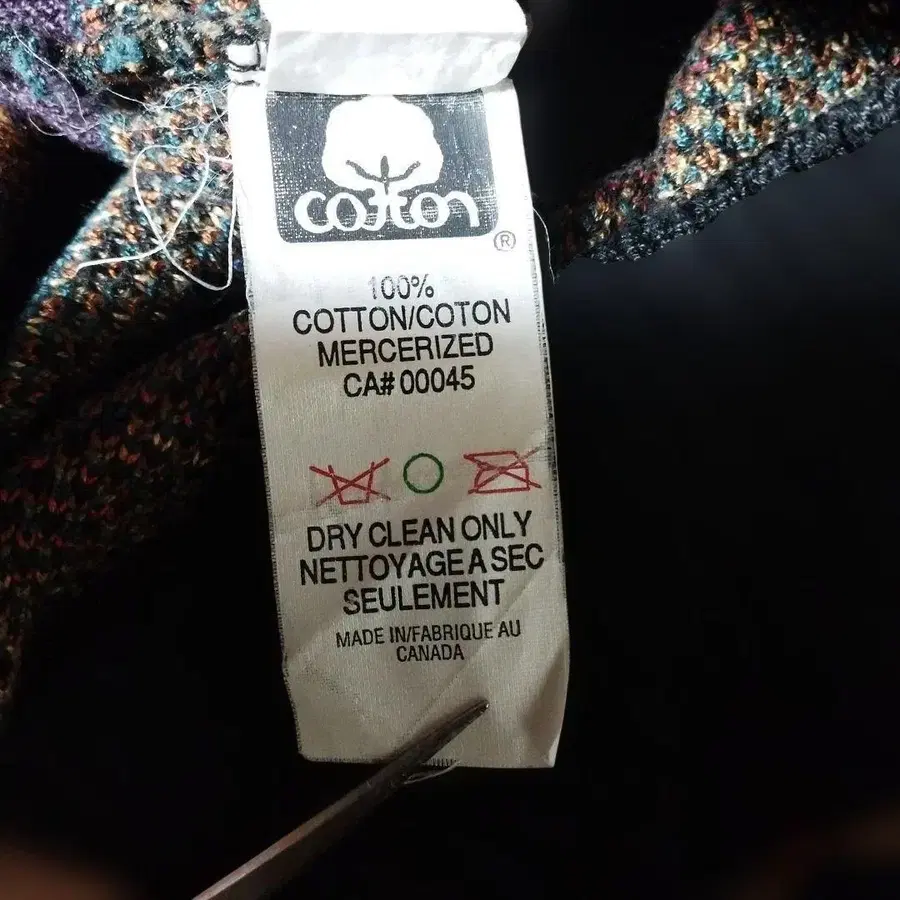 cotton
®
100%
COTTON/COTON
MERCERIZED
CA# 00045
DRY CLEAN ONLY
NETTOYAGE A SEC
SEULEMENT
MADE IN/FABRIQUE AU
CANADA